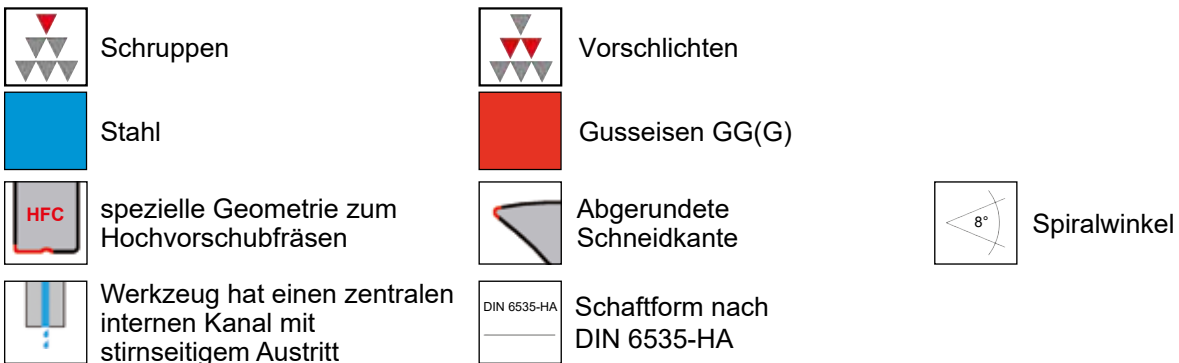 Schruppen
Vorschlichten
Stahl
Gusseisen GG(G)
HFC
spezielle Geometrie zum
Hochvorschubfräsen
Abgerundete
Schneidkante
8°
Spiralwinkel
Werkzeug hat einen zentralen
internen Kanal mit
stirnseitigem Austritt
DIN 6535-HA
Schaftform nach
DIN 6535-HA